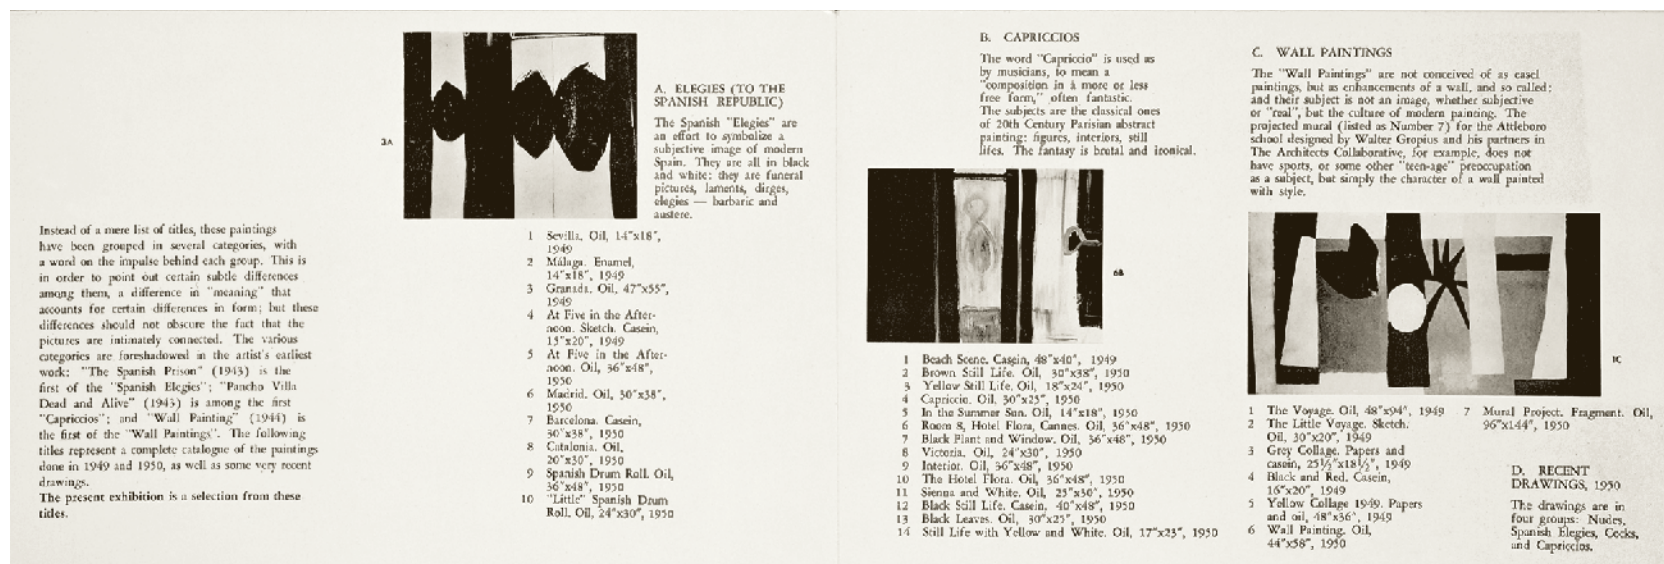 Instead of a mere list of titles, these paintings
have been grouped in several categories, with
a word on the impulse behind each group. This is
in order to point out certain subtle differences
among them, a difference in "meaning" that
accounts for certain differences in form; but these
differences should not obscure the fact that the
pictures are intimately connected. The various
categories are foreshadowed in the artist's earliest
work: "The Spanish Prison" (1943) is the
first of the "Spanish Elegies"; "Pancho Villa
Dead and Alive" (1943) is among the first
"Capriccios"; and "Wall Painting" (1944) is
the first of the "Wall Paintings". The following
titles represent a complete catalogue of the paintings
done in 1949 and 1950, as well as some very recent
drawings.
The present exhibition is a selection from these
titles.
3A
A. ELEGIES (TO THE
SPANISH REPUBLIC)
The Spanish "Elegies" are
an effort to symbolize a
subjective image of modern
Spain. They are all in black
and white: they are funeral
pictures, laments, dirges,
elegies — barbaric and
austere.
1 Sevilla. Oil, 14"x18",
1949
2 Málaga. Enamel,
14"x18", 1949
3 Granada. Oil, 47"x55",
1949
4 At Five in the After-
noon. Sketch. Casein,
15"x20", 1949
5 At Five in the After-
noon. Oil, 36"x48",
1950
6 Madrid. Oil, 30"x38",
1950
7 Barcelona. Casein,
30"x38", 1950
8 Catalonia. Oil,
20"x30", 1950
9 Spanish Drum Roll. Oil,
36"x48", 1950
10 "Little" Spanish Drum
Roll. Oil, 24"x30", 1950
B. CAPRICCIOS
The word "Capriccio" is used as
by musicians, to mean a
"composition in a more or less
free form," often fantastic.
The subjects are the classical ones
of 20th Century Parisian abstract
painting: figures, interiors, still
lifes. The fantasy is brutal and ironical.
6B
1 Beach Scene. Casein, 48"x40", 1949
2 Brown Still Life. Oil, 30"x38", 1950
3 Yellow Still Life. Oil, 18"x24", 1950
4 Capriccio. Oil, 30"x25", 1950
5 In the Summer Sun. Oil, 14"x18", 1950
6 Room 8, Hotel Flora, Cannes. Oil, 36"x48", 1950
7 Black Plant and Window. Oil, 36"x48", 1950
8 Victoria. Oil, 24"x30", 1950
9 Interior. Oil, 36"x48", 1950
10 The Hotel Flora. Oil, 36"x48", 1950
11 Sienna and White. Oil, 25"x30", 1950
12 Black Still Life. Casein, 40"x48", 1950
13 Black Leaves. Oil, 30"x25", 1950
14 Still Life with Yellow and White. Oil, 17"x23", 1950
C. WALL PAINTINGS
The "Wall Paintings" are not conceived of as easel
paintings, but as enhancements of a wall, and so called;
and their subject is not an image, whether subjective
or "real", but the culture of modern painting. The
projected mural (listed as Number 7) for the Attleboro
school designed by Walter Gropius and his partners in
The Architects Collaborative, for example, does not
have sports, or some other "teen-age" preoccupation
as a subject, but simply the character of a wall painted
with style.
1C
1 The Voyage. Oil, 48"x94", 1949
2 The Little Voyage. Sketch.
Oil, 30"x20", 1949
3 Grey Collage. Papers and
casein, 25½"x18½", 1949
4 Black and Red. Casein,
16"x20", 1949
5 Yellow Collage 1949. Papers
and oil, 48"x36", 1949
6 Wall Painting. Oil,
44"x58", 1950
7 Mural Project. Fragment. Oil,
96"x144", 1950
D. RECENT
DRAWINGS, 1950
The drawings are in
four groups: Nudes,
Spanish Elegies, Cocks,
and Capriccios.